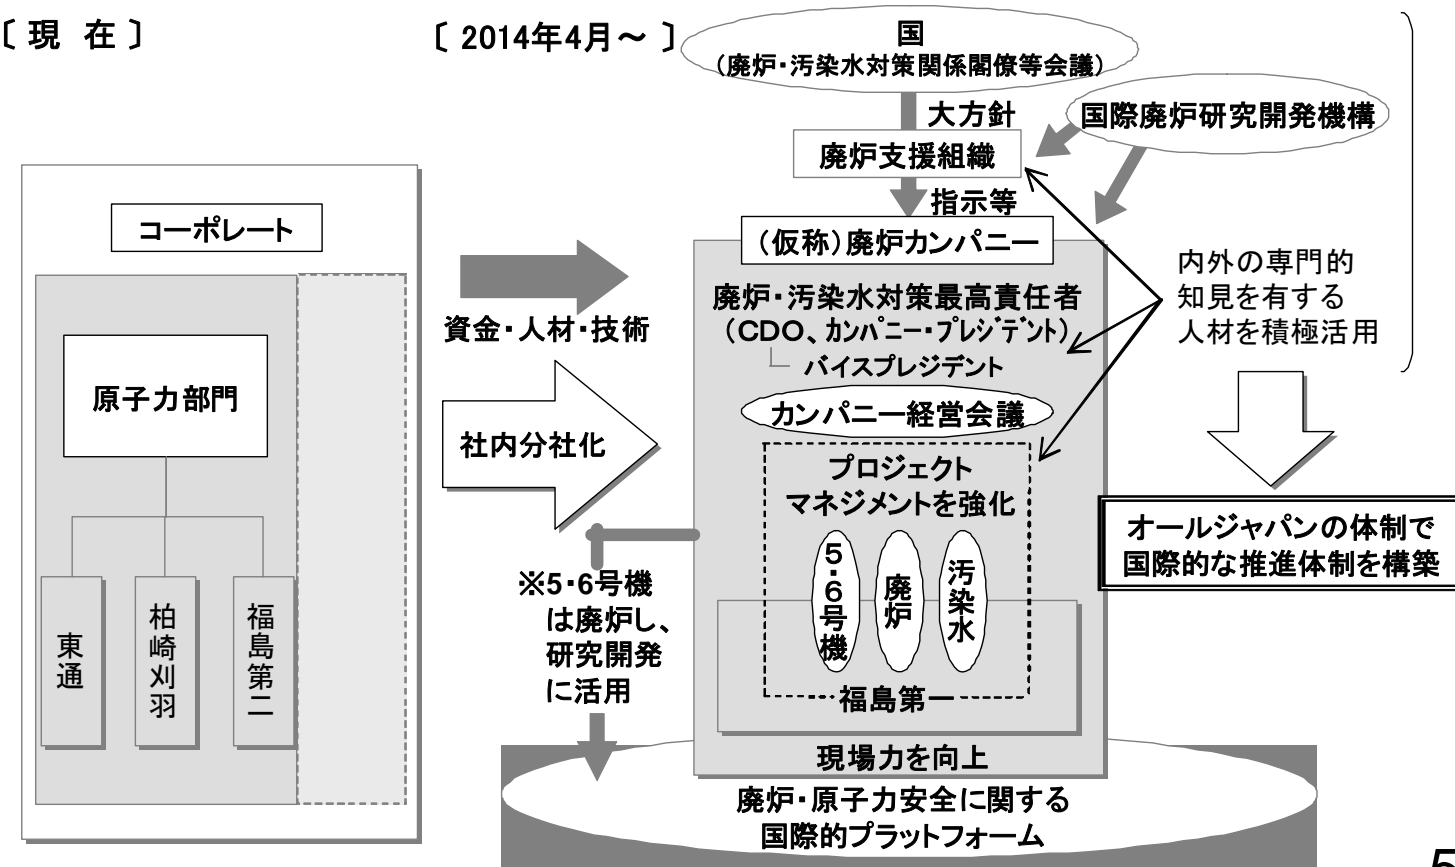 〔 現 在 〕
〔 2014年4月～ 〕
国
（廃炉・汚染水対策関係閣僚等会議）
大方針
国際廃炉研究開発機構
廃炉支援組織
指示等
コーポレート
原子力部門
東通
柏崎刈羽
福島第二
資金・人材・技術
社内分社化
（仮称）廃炉カンパニー
廃炉・汚染水対策最高責任者
（CDO、カンパニー・プレジデント）
バイスプレジデント
カンパニー経営会議
プロジェクト
マネジメントを強化
5・6号機
廃炉
汚染水
福島第一
現場力を向上
※5・6号機
は廃炉し、
研究開発
に活用
廃炉・原子力安全に関する
国際的プラットフォーム
内外の専門的
知見を有する
人材を積極活用
オールジャパンの体制で
国際的な推進体制を構築
5